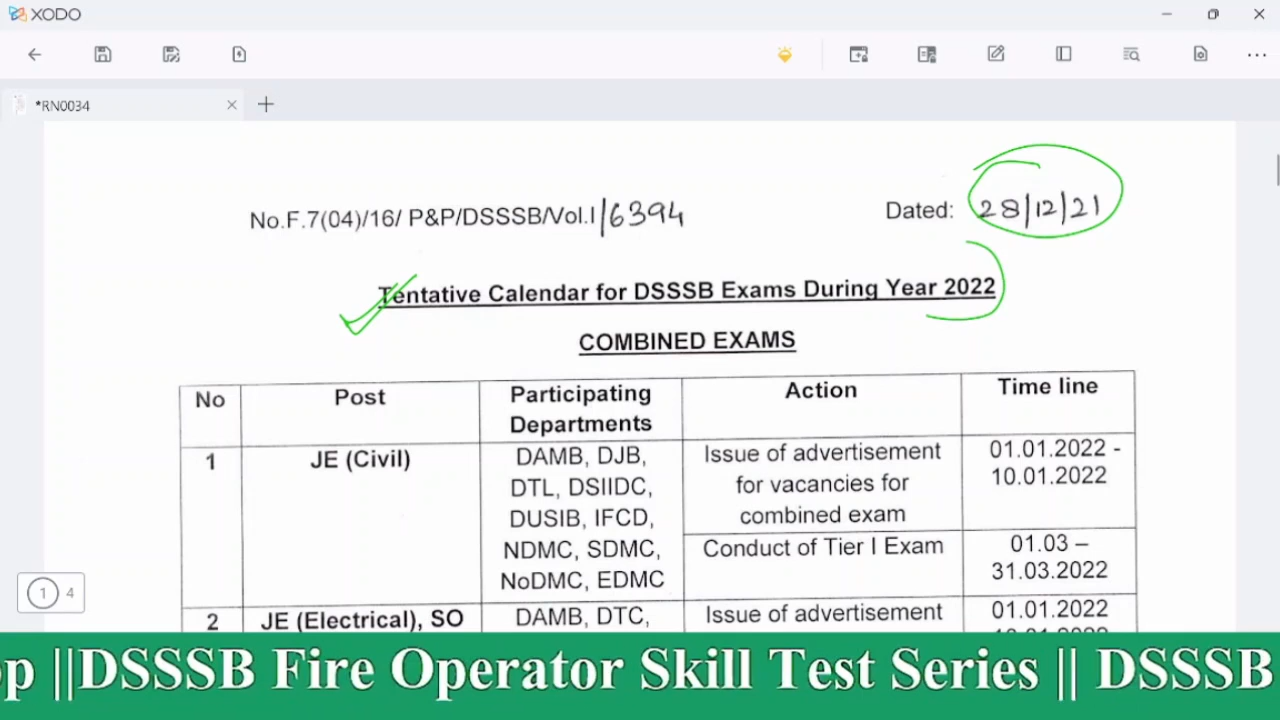 XODO
*RN0034
No.F.7(04)/16/ P&P/DSSSB/Vol.I/6394
Dated: 28/12/21
Tentative Calendar for DSSSB Exams During Year 2022
COMBINED EXAMS
No Post Participating Departments Action Time line
1 JE (Civil)
DAMB, DJB,
DTL, DSIIDC,
DUSIB, IFCD,
NDMC, SDMC,
NoDMC, EDMC
Issue of advertisement
for vacancies for
combined exam
01.01.2022 -
10.01.2022
Conduct of Tier I Exam
01.03 –
31.03.2022
2 JE (Electrical), SO
DAMB, DTC,
Issue of advertisement
01.01.2022
1 4
op ||DSSSB Fire Operator Skill Test Series || DSSSB